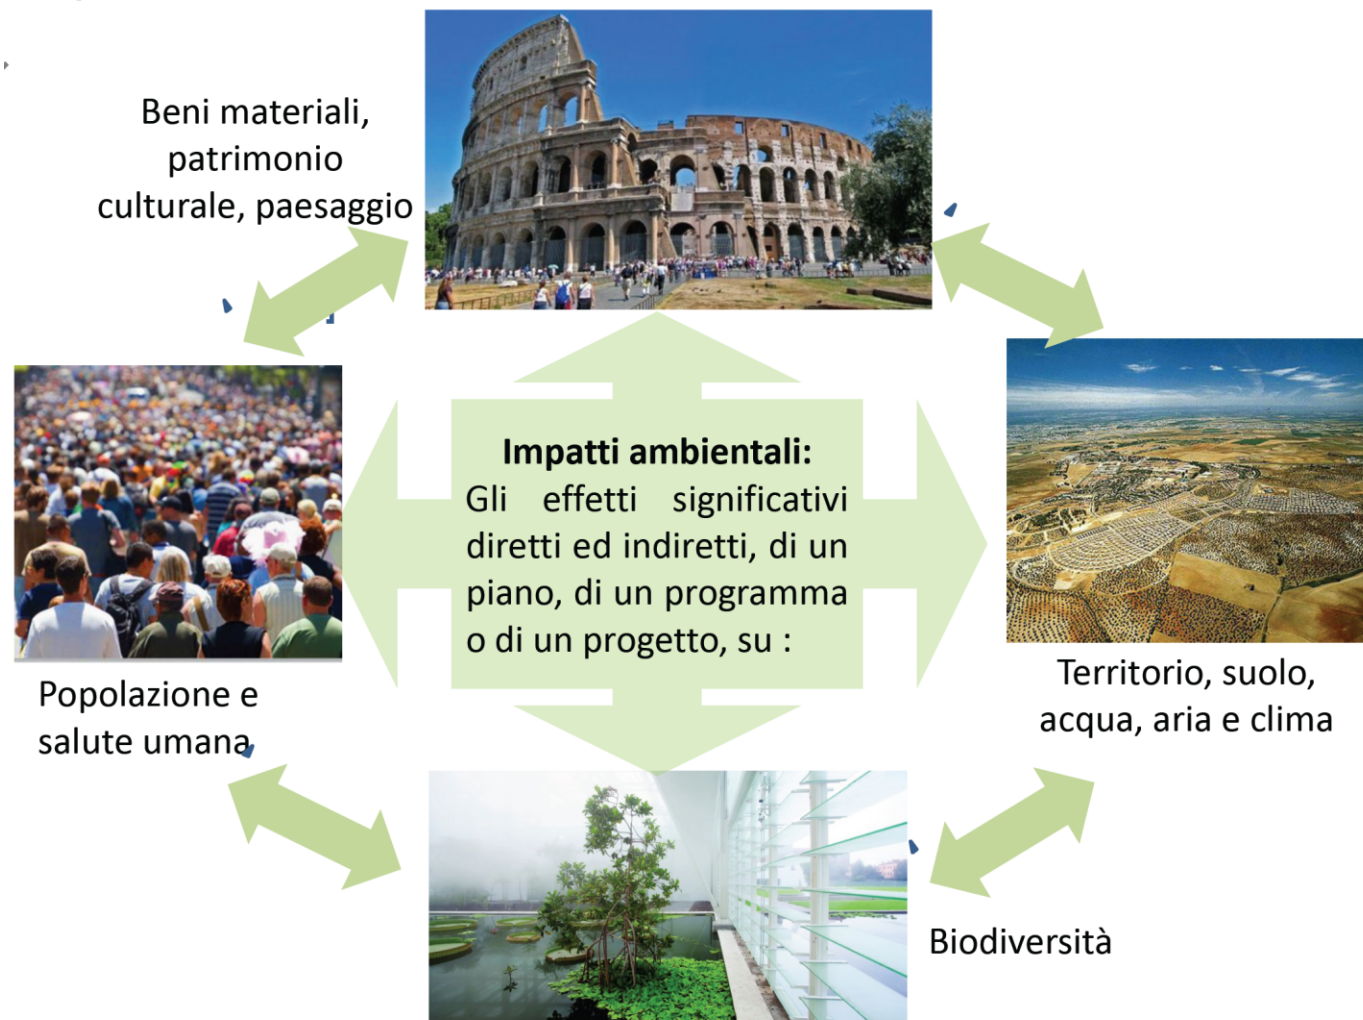 Beni materiali,
patrimonio
culturale, paesaggio
Impatti ambientali:
Gli effetti significativi
diretti ed indiretti, di un
piano, di un programma
o di un progetto, su :
Popolazione e
salute umana
Territorio, suolo,
acqua, aria e clima
Biodiversità